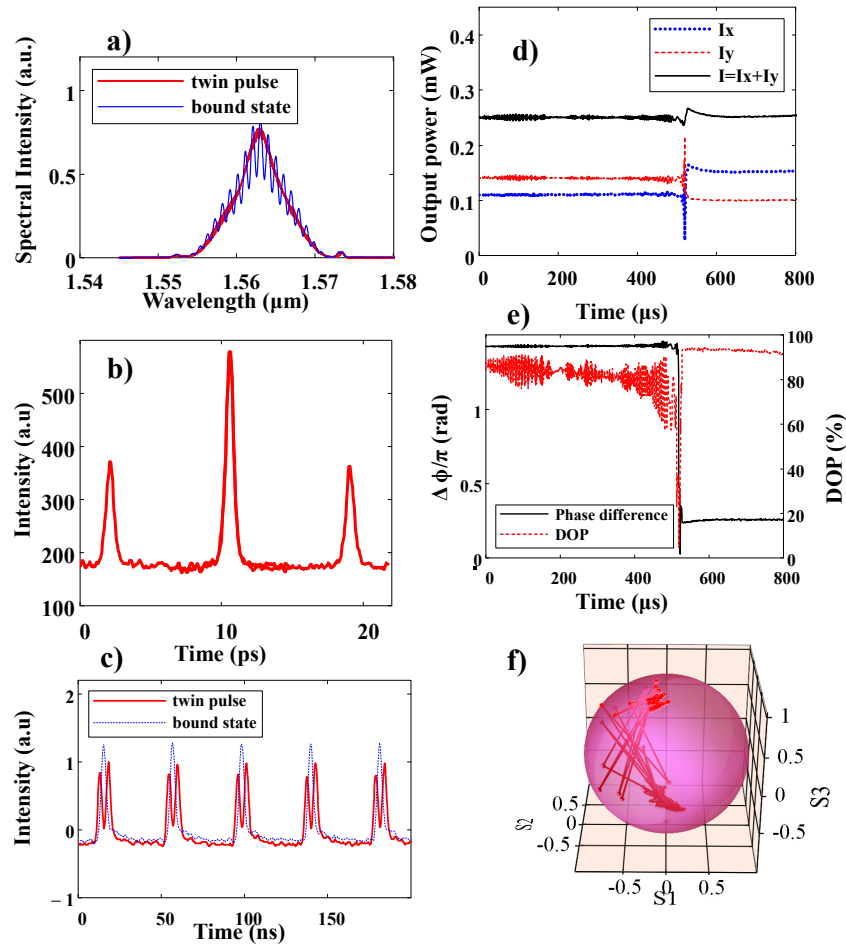 a)
Spectral Intensity (a.u.)
twin pulse
bound state
1
0.5
0
1.54 1.55 1.56 1.57 1.58
Wavelength (μm)
b)
Intensity (a.u)
500
400
300
200
100
0 10 20
Time (ps)
c)
Intensity (a.u)
twin pulse
bound state
2
1
0
−1
0 50 100 150
Time (ns)
d)
Output power (mW)
Ix
Iy
I=Ix+Iy
0.4
0.3
0.2
0.1
0
0 200 400 600 800
Time (μs)
e)
Δ ϕ/π (rad)
1
0.5
0
Phase difference
DOP
100
80
60
40
20
0
DOP (%)
0 200 400 600 800
Time (μs)
f)
1
0.5
0
-0.5
S3
0.5
0
-0.5
S2
-0.5 0 0.5
S1